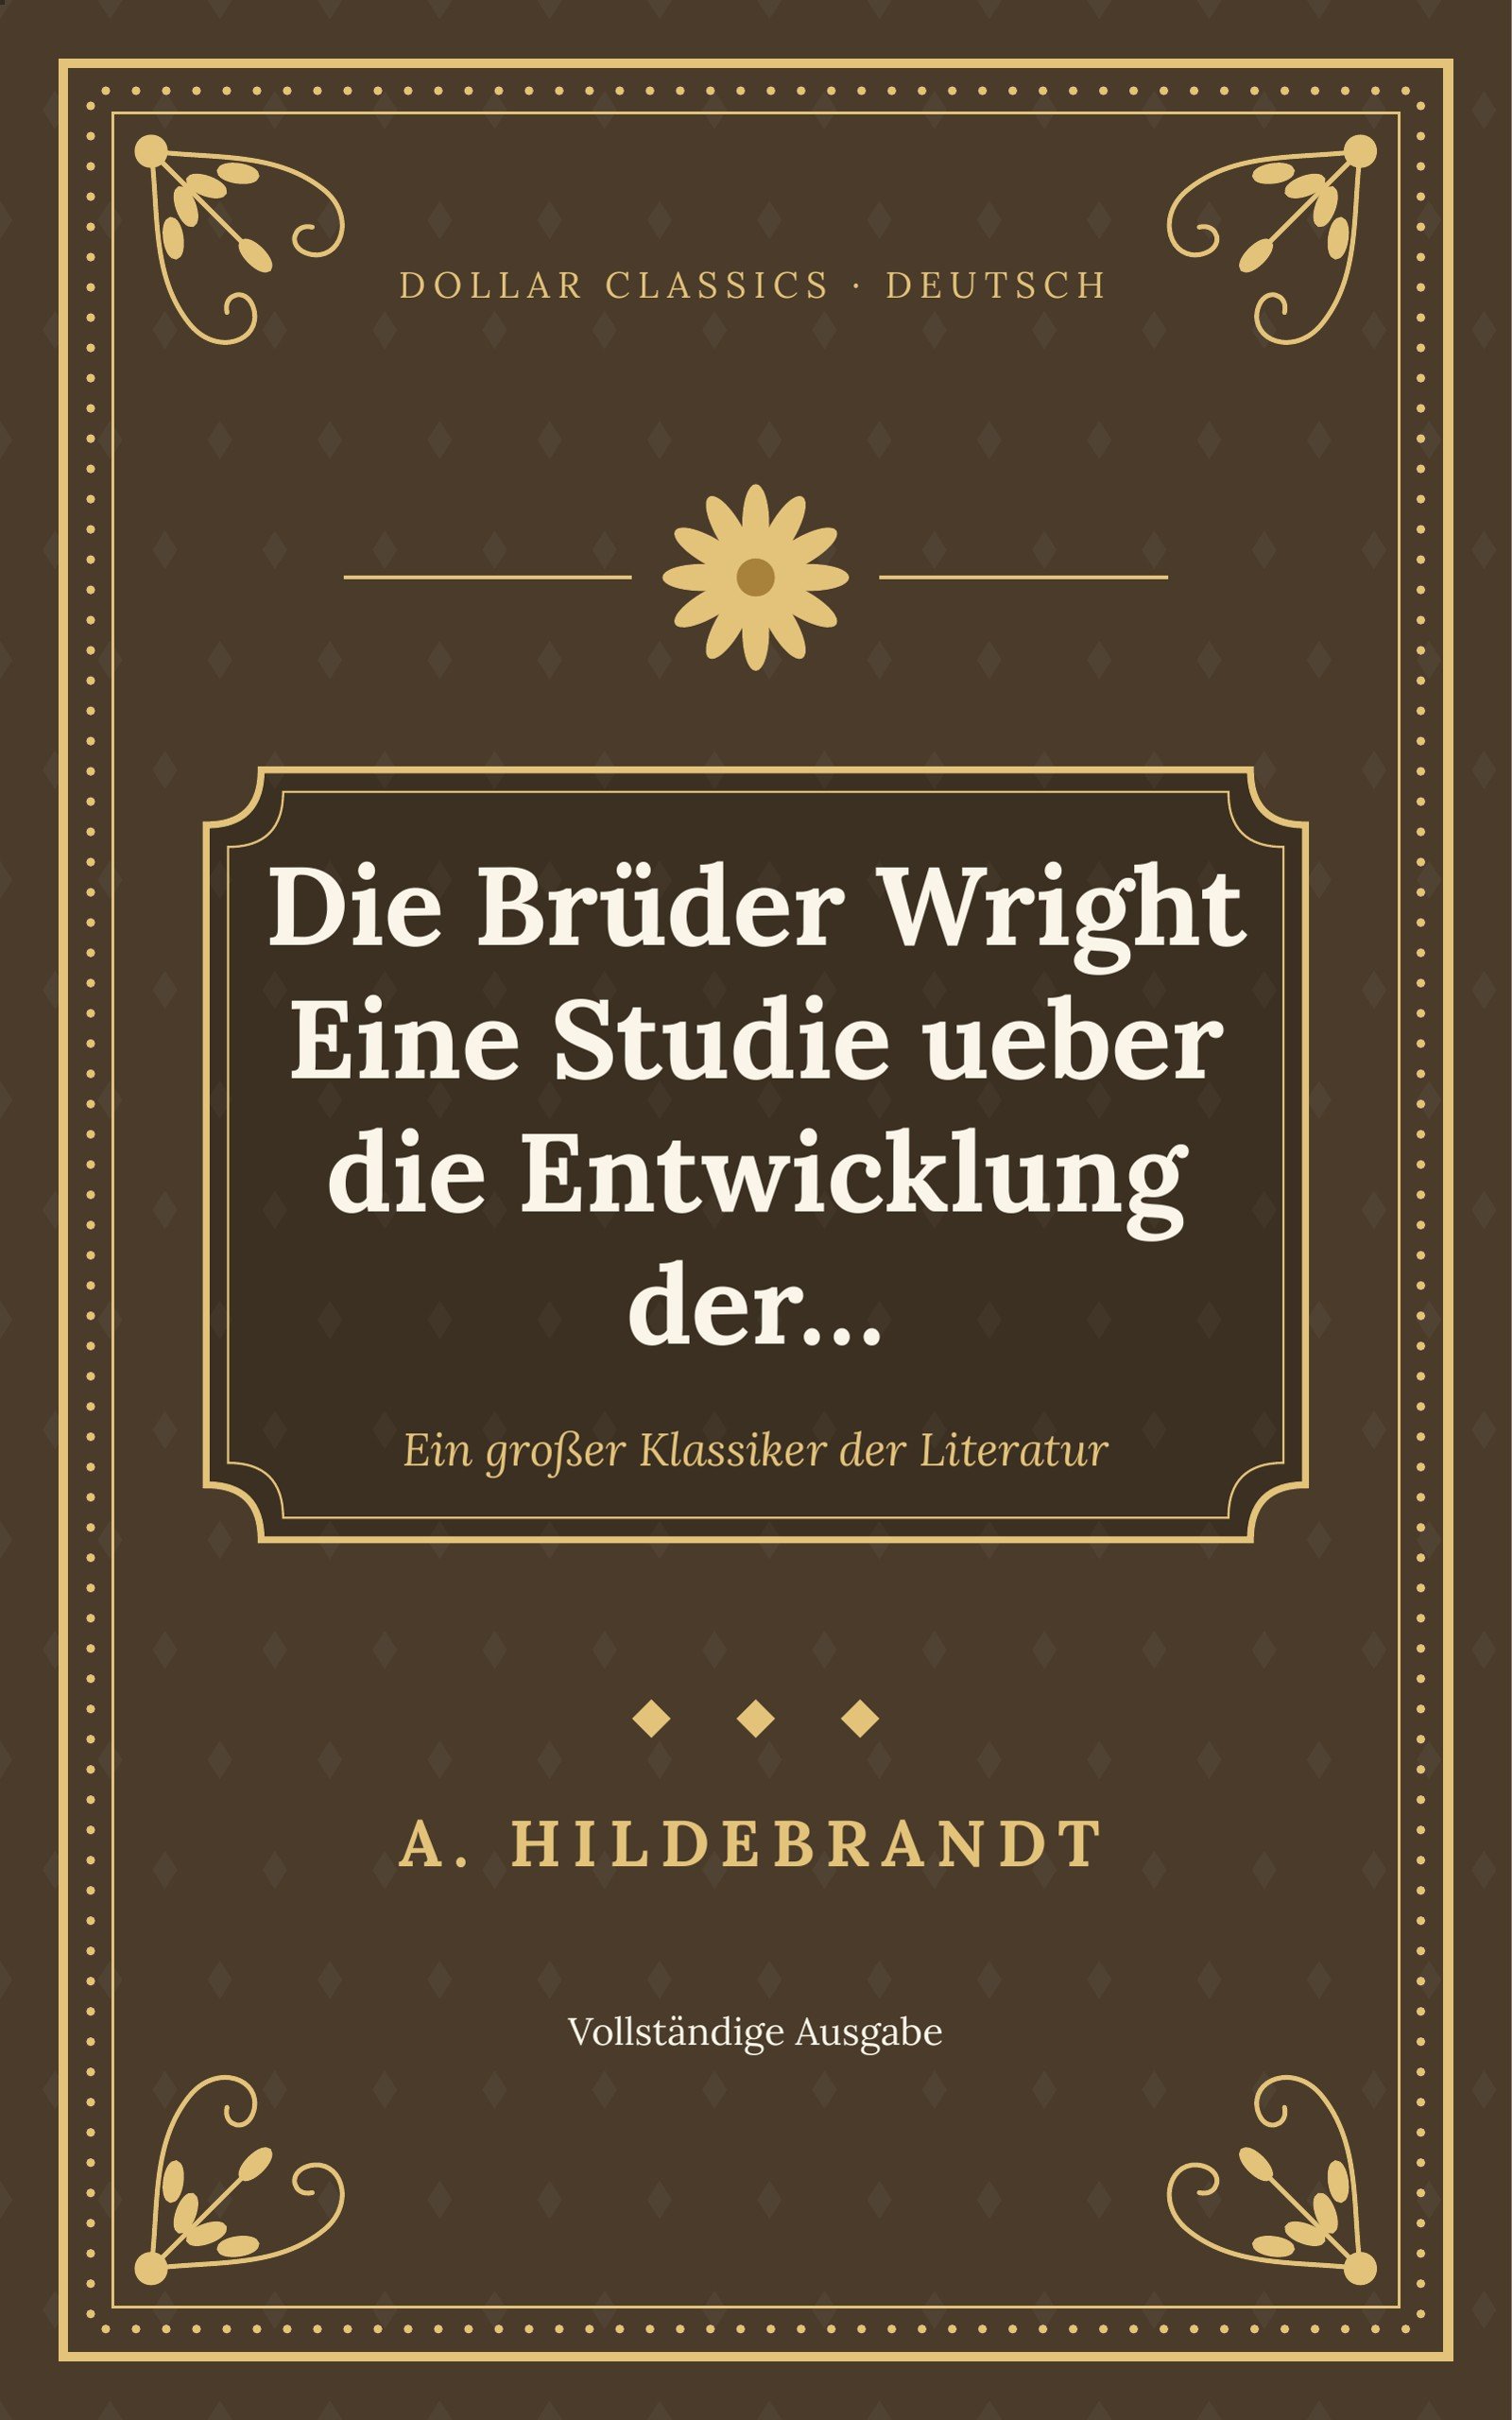 DOLLAR CLASSICS · DEUTSCH
Die Brüder Wright
Eine Studie ueber
die Entwicklung
der...
Ein großer Klassiker der Literatur
A. HILDEBRANDT
Vollständige Ausgabe